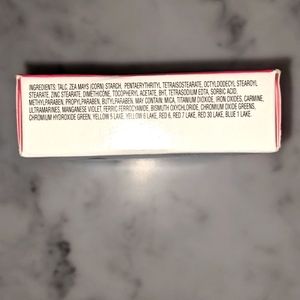 INGREDIENTS: TALC, ZEA MAYS (CORN) STARCH, PENTAERYTHRITYL TETRAISOSTEARATE, OCTYLDODECYL STEAROYL
STEARATE, ZINC STEARATE, DIMETHICONE, TOCOPHERYL ACETATE, BHT, TETRASODIUM EDTA, SORBIC ACID,
METHYLPARABEN, PROPYLPARABEN, BUTYLPARABEN. MAY CONTAIN: MICA, TITANIUM DIOXIDE, IRON OXIDES, CARMINE,
ULTRAMARINES, MANGANESE VIOLET, FERRIC FERROCYANIDE, BISMUTH OXYCHLORIDE, CHROMIUM OXIDE GREENS,
CHROMIUM HYDROXIDE GREEN, YELLOW 5 LAKE, YELLOW 6 LAKE, RED 6, RED 7 LAKE, RED 30 LAKE, BLUE 1 LAKE.